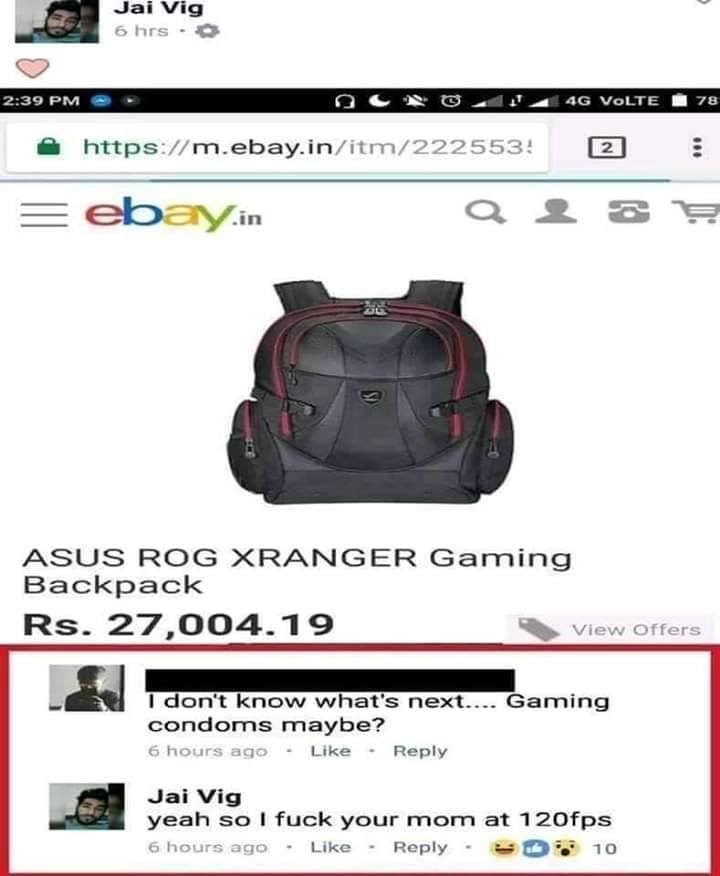 Jai Vig
6 hrs
2:39 PM 4G VoLTE 78
https://m.ebay.in/itm/222553 2
ebay.in
ASUS ROG XRANGER Gaming
Backpack
Rs. 27,004.19
View Offers
I don't know what's next.... Gaming
condoms maybe?
6 hours ago · Like · Reply
Jai Vig
yeah so I fuck your mom at 120fps
6 hours ago · Like · Reply · 10